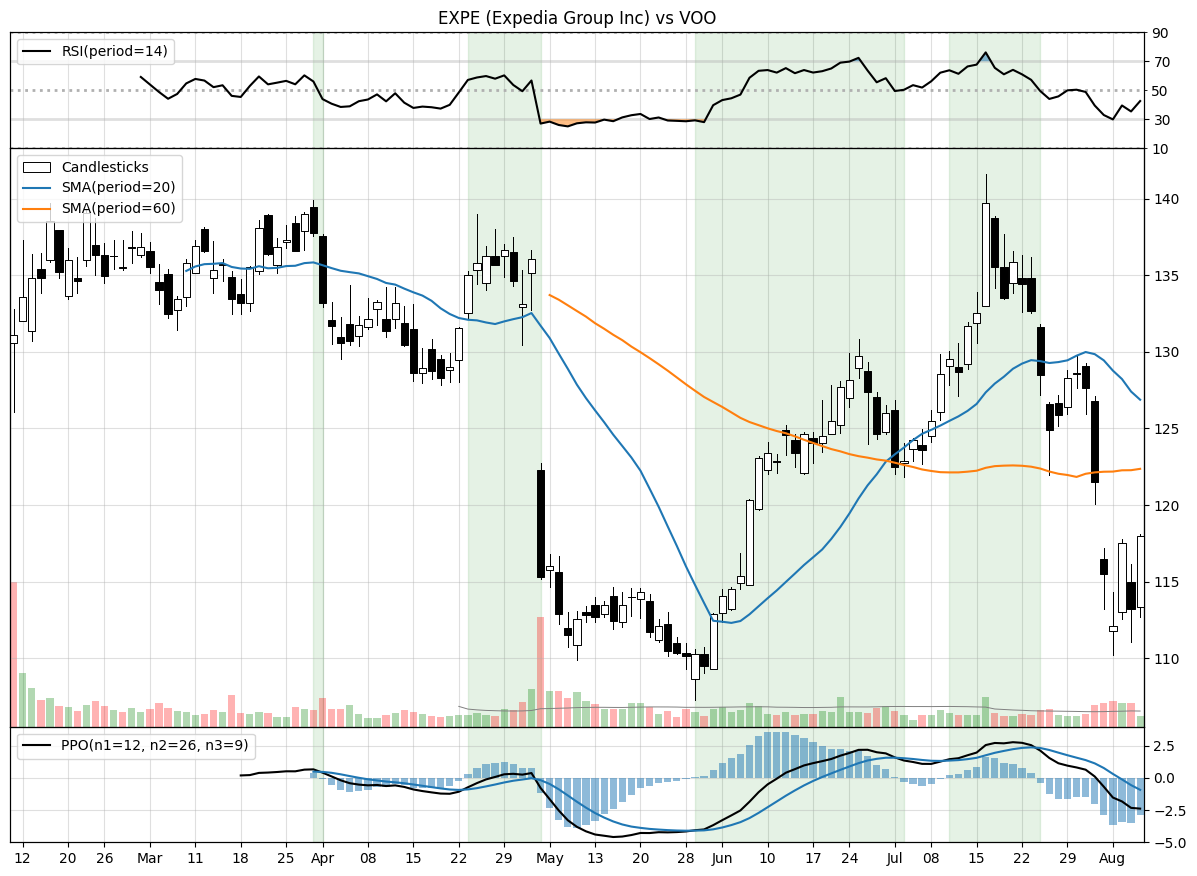 EXPE (Expedia Group Inc) vs VOO
RSI(period=14)
90
70
50
30
10
Candlesticks
SMA(period=20)
SMA(period=60)
140
135
130
125
120
115
110
PPO(n1=12, n2=26, n3=9)
2.5
0.0
−2.5
−5.0
12 20 26 Mar 11 18 25 Apr 08 15 22 29 May 13 20 28 Jun 10 17 24 Jul 08 15 22 29 Aug